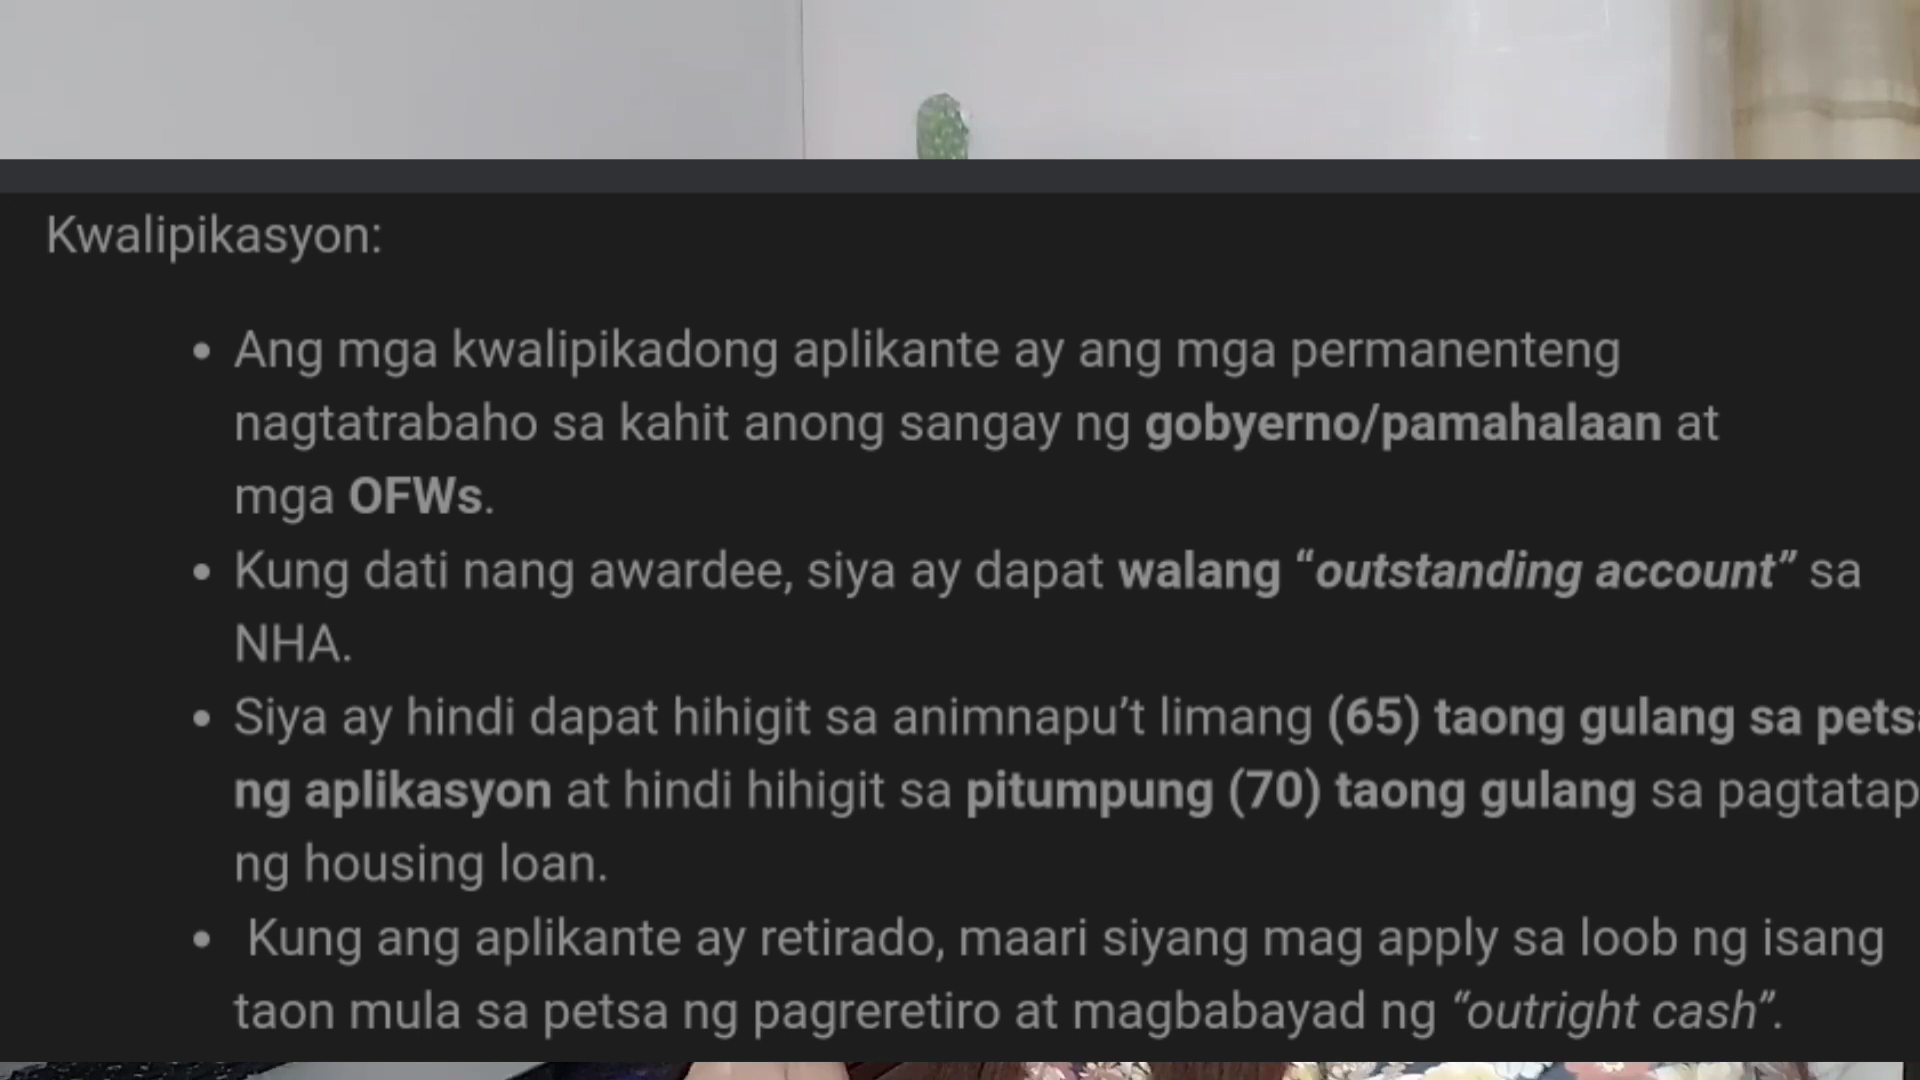 Kwalipikasyon:
• Ang mga kwalipikadong aplikante ay ang mga permanenteng
nagtatrabaho sa kahit anong sangay ng gobyerno/pamahalaan at
mga OFWs.
• Kung dati nang awardee, siya ay dapat walang “outstanding account” sa
NHA.
• Siya ay hindi dapat hihigit sa animnapu’t limang (65) taong gulang sa pets
ng aplikasyon at hindi hihigit sa pitumpung (70) taong gulang sa pagtatap
ng housing loan.
• Kung ang aplikante ay retirado, maari siyang mag apply sa loob ng isang
taon mula sa petsa ng pagreretiro at magbabayad ng “outright cash”.